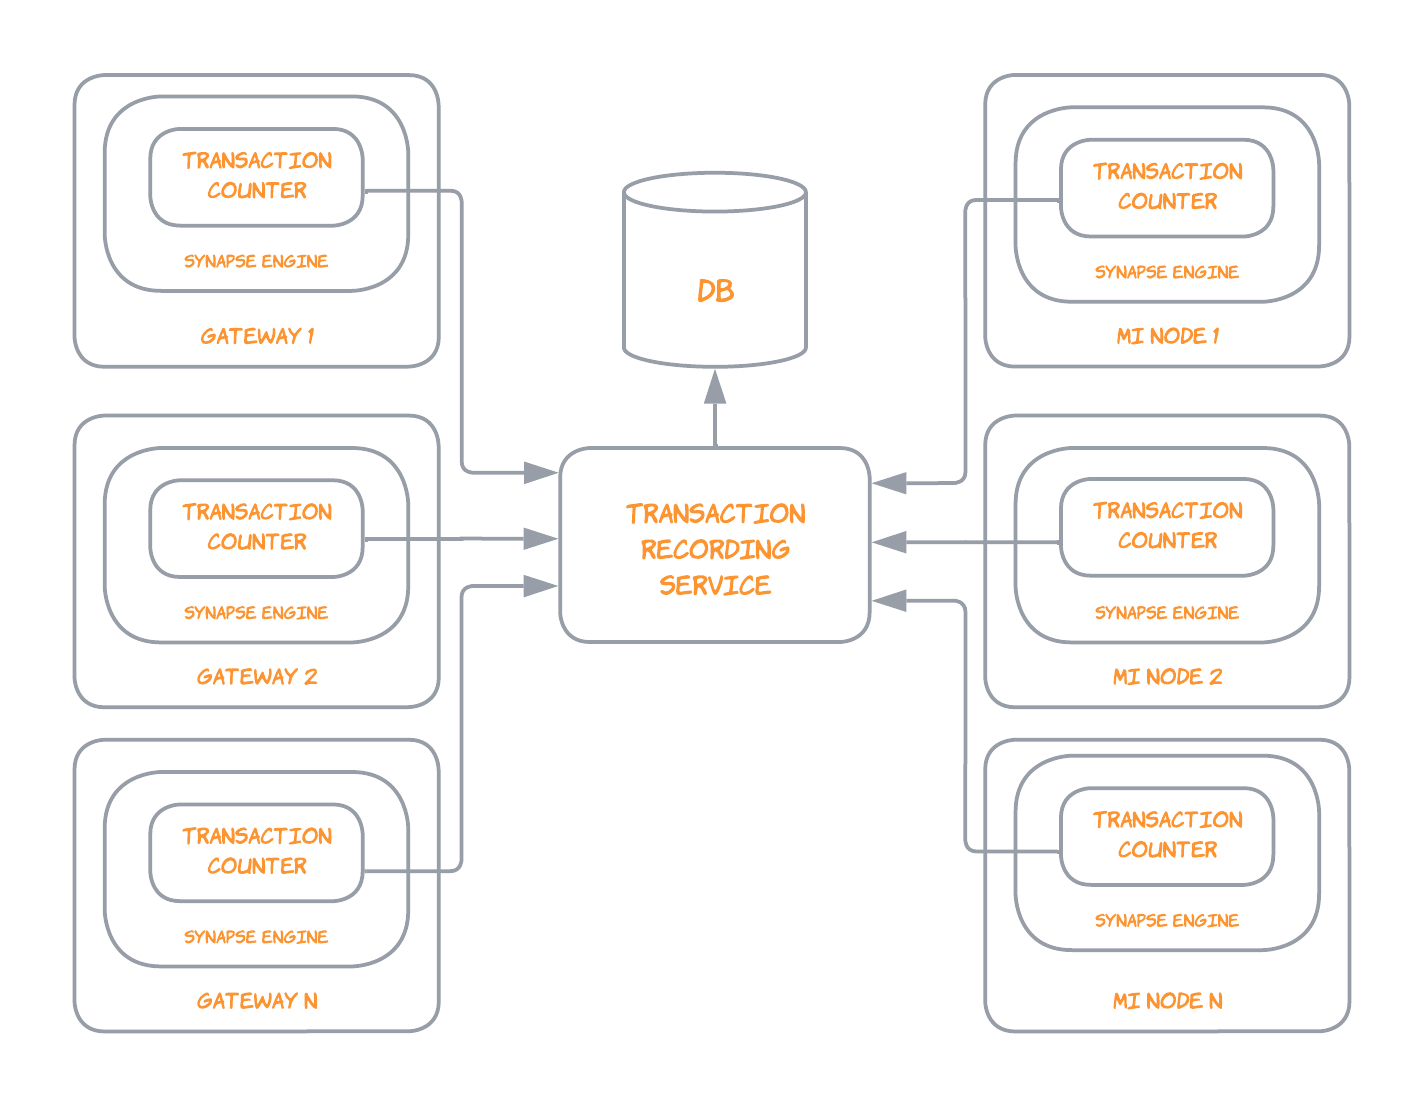 TRANSACTION
COUNTER
SYNAPSE ENGINE
GATEWAY 1
TRANSACTION
COUNTER
SYNAPSE ENGINE
GATEWAY 2
TRANSACTION
COUNTER
SYNAPSE ENGINE
GATEWAY N
DB
TRANSACTION
RECORDING
SERVICE
TRANSACTION
COUNTER
SYNAPSE ENGINE
MI NODE 1
TRANSACTION
COUNTER
SYNAPSE ENGINE
MI NODE 2
TRANSACTION
COUNTER
SYNAPSE ENGINE
MI NODE N